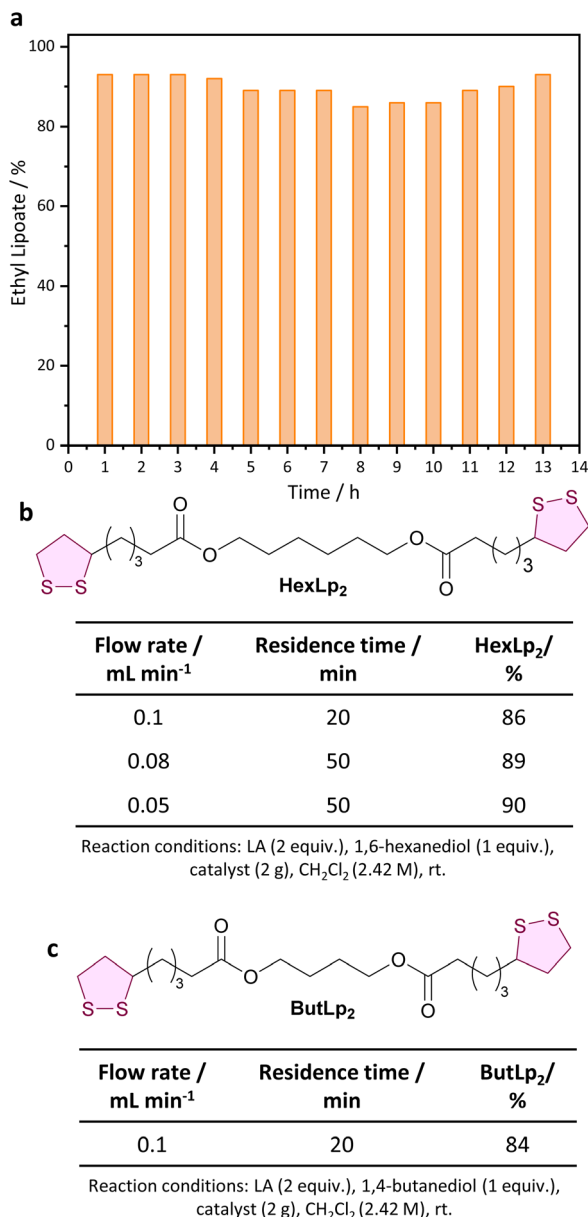 a
100
80
60
40
20
0
Ethyl Lipoate / %
0 1 2 3 4 5 6 7 8 9 10 11 12 13 14
Time / h
b
O
S S
( )3
O
O
( )3
S S
O
HexLp2
Flow rate / mL min-1
Residence time / min
HexLp2/ %
0.1 20 86
0.08 50 89
0.05 50 90
Reaction conditions: LA (2 equiv.), 1,6-hexanediol (1 equiv.),
catalyst (2 g), CH2Cl2 (2.42 M), rt.
c
O
S S
( )3
O
O
( )3
S S
O
ButLp2
Flow rate / mL min-1
Residence time / min
ButLp2/ %
0.1 20 84
Reaction conditions: LA (2 equiv.), 1,4-butanediol (1 equiv.),
catalyst (2 g), CH2Cl2 (2.42 M), rt.